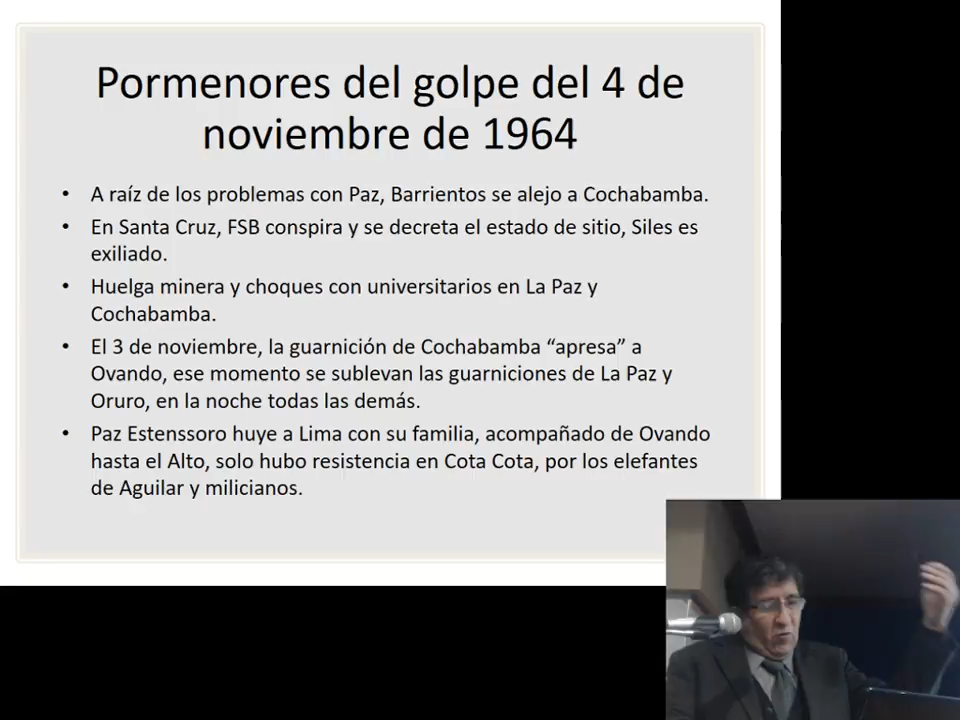 Pormenores del golpe del 4 de
noviembre de 1964
• A raíz de los problemas con Paz, Barrientos se alejo a Cochabamba.
• En Santa Cruz, FSB conspira y se decreta el estado de sitio, Siles es
exiliado.
• Huelga minera y choques con universitarios en La Paz y
Cochabamba.
• El 3 de noviembre, la guarnición de Cochabamba “apresa” a
Ovando, ese momento se sublevan las guarniciones de La Paz y
Oruro, en la noche todas las demás.
• Paz Estenssoro huye a Lima con su familia, acompañado de Ovando
hasta el Alto, solo hubo resistencia en Cota Cota, por los elefantes
de Aguilar y milicianos.